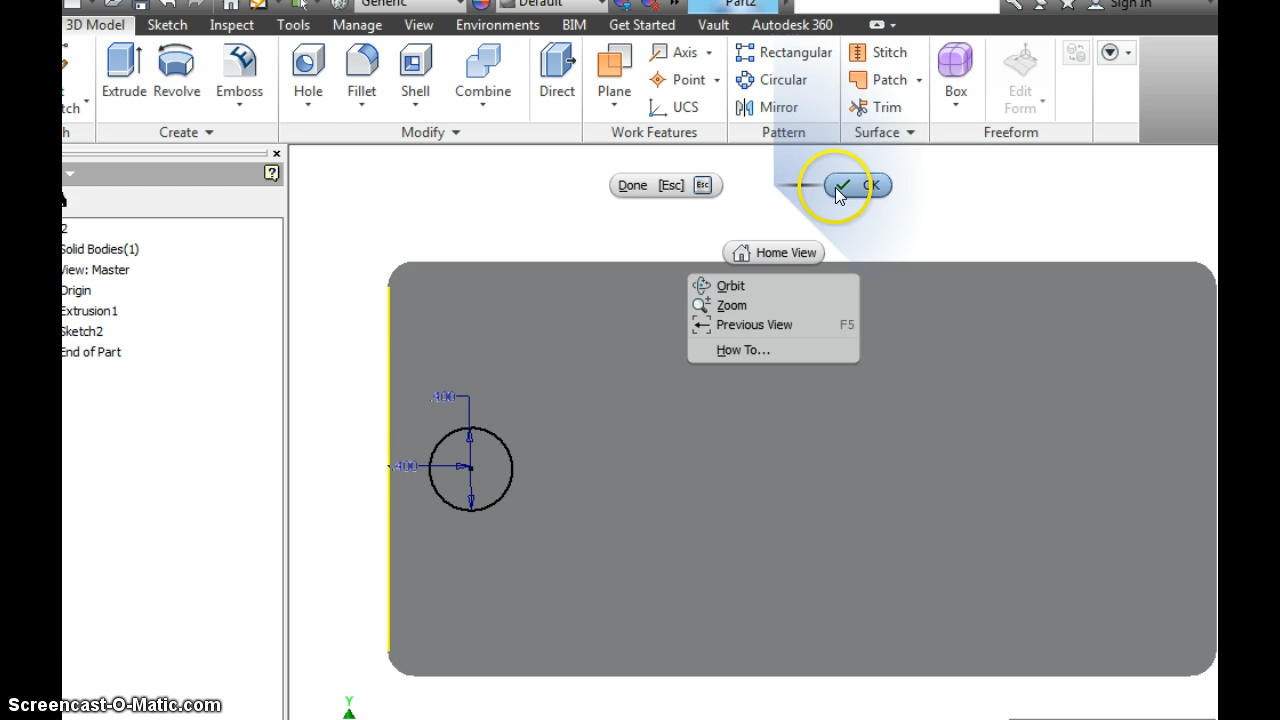 Generic Default Part2 Sign In
3D Model Sketch Inspect Tools Manage View Environments BIM Get Started Vault Autodesk 360
Extrude Revolve Emboss Hole Fillet Shell Combine Direct Plane Axis Point UCS Rectangular Circular Mirror Stitch Patch Trim Box Edit Form
Create Modify Work Features Pattern Surface Freeform
Done [Esc] Esc OK
Home View
2
Solid Bodies(1)
View: Master
Origin
Extrusion1
Sketch2
End of Part
Orbit
Zoom
Previous View F5
How To...
.400
.400
Y
Screencast-O-Matic.com